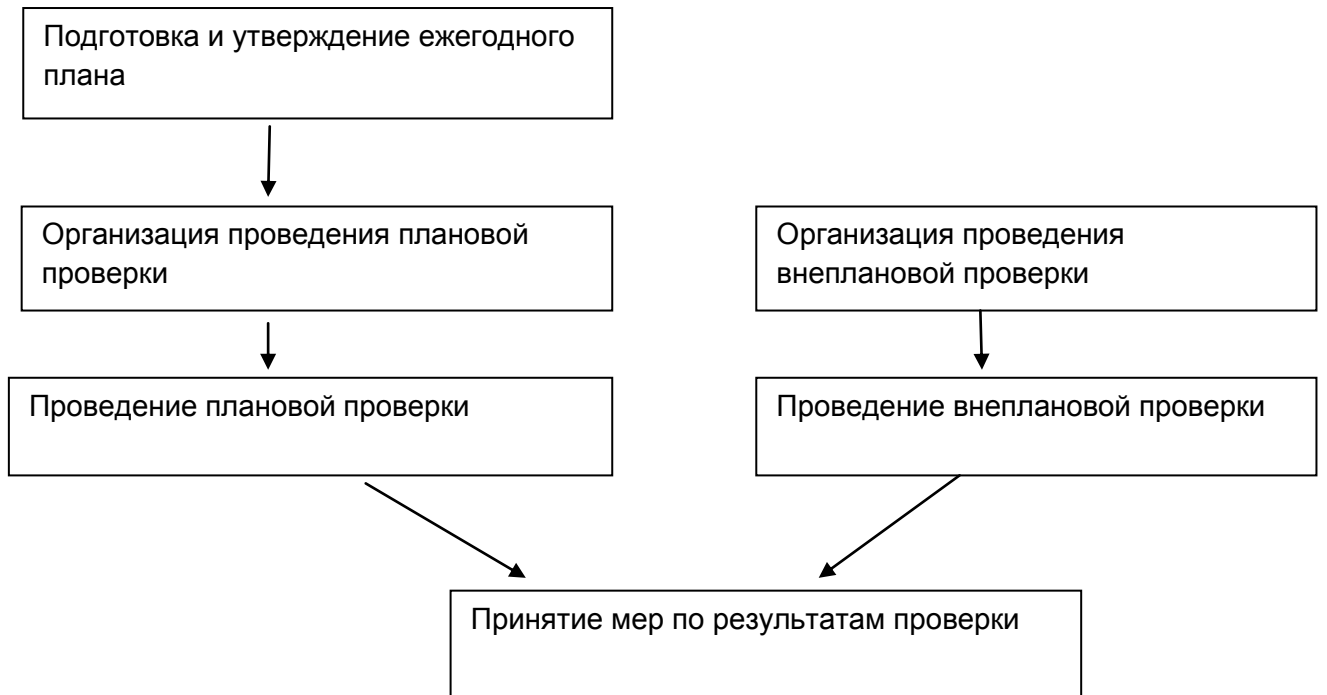 Подготовка и утверждение ежегодного
плана
Организация проведения плановой
проверки
Организация проведения
внеплановой проверки
Проведение плановой проверки
Проведение внеплановой проверки
Принятие мер по результатам проверки